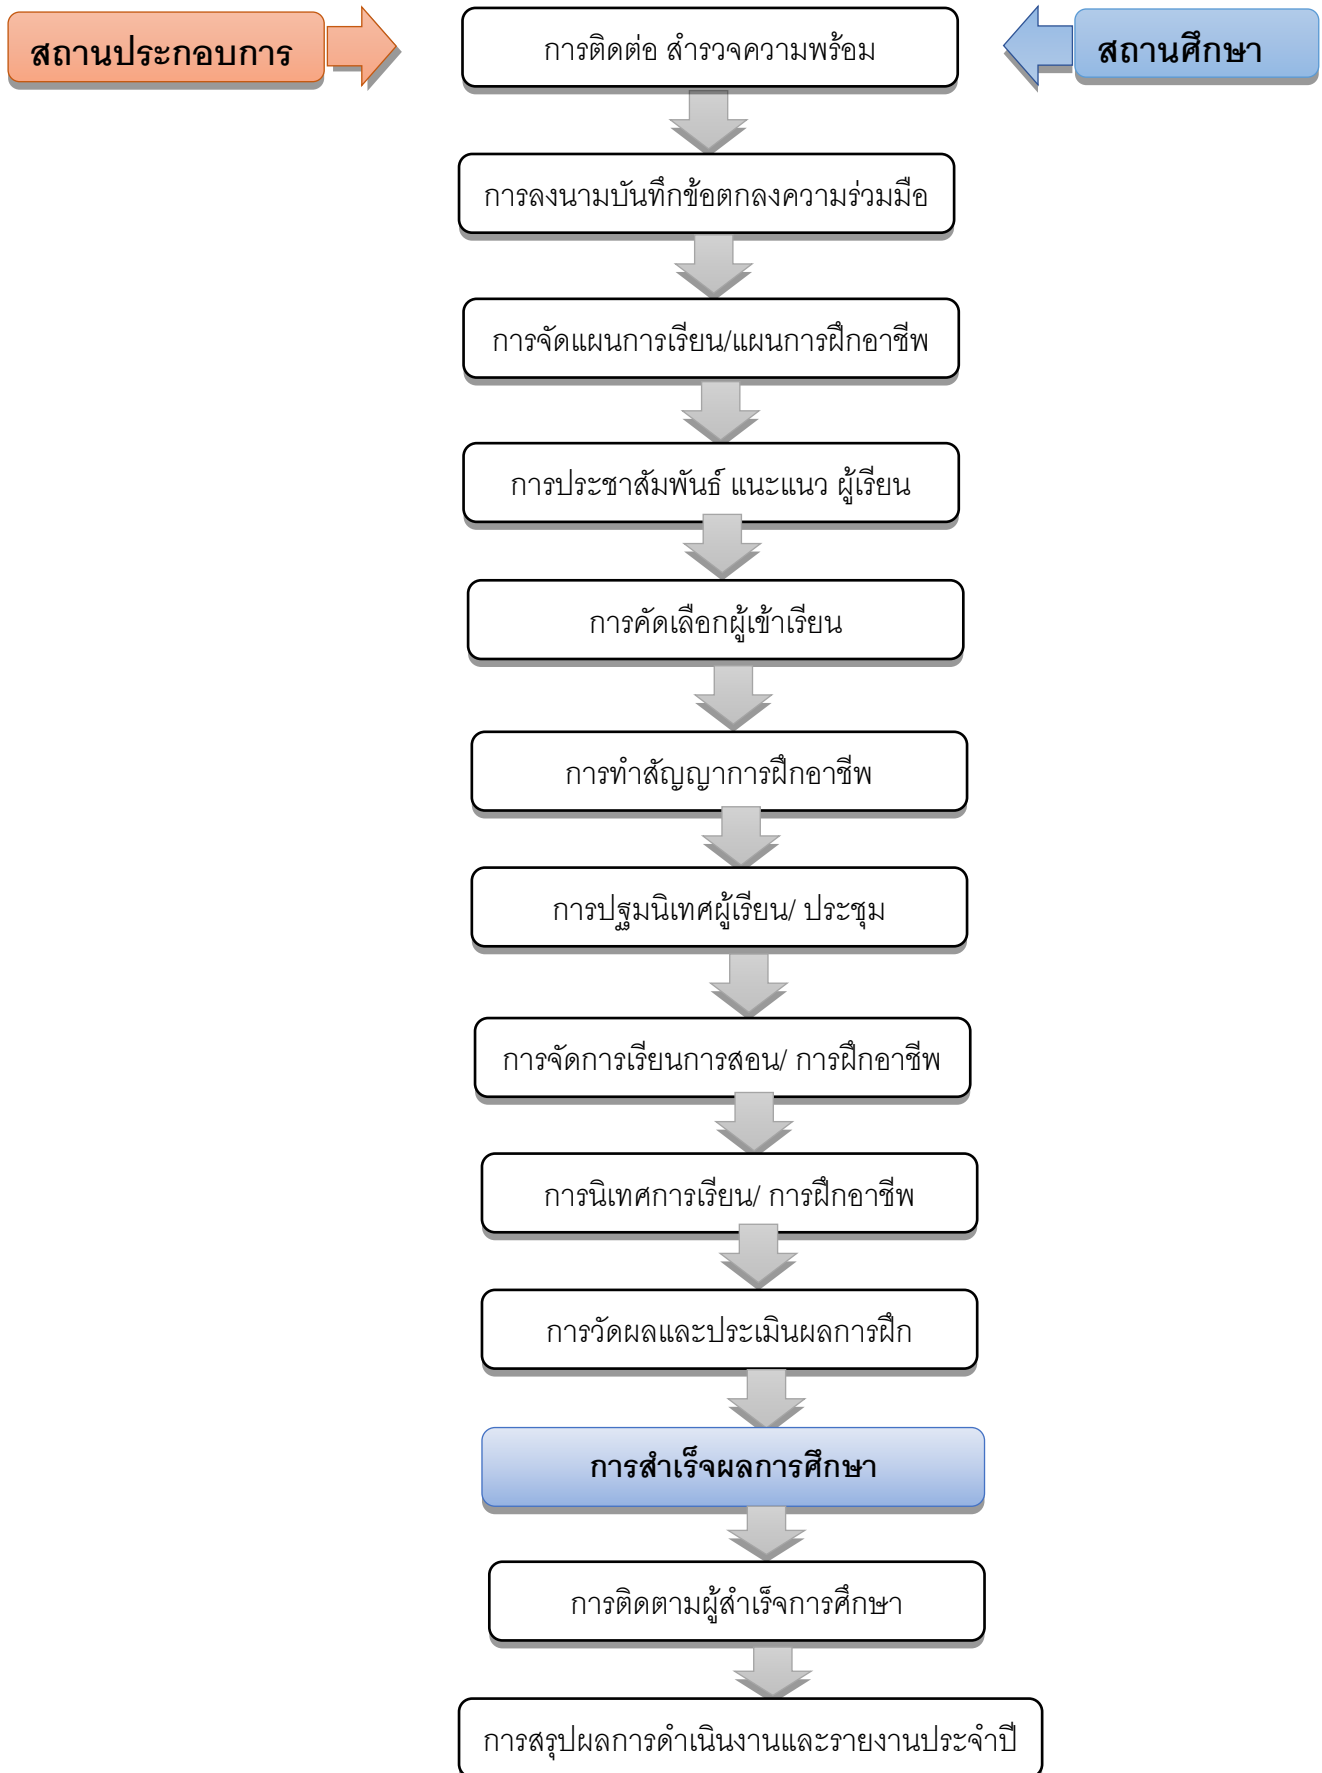 สถานประกอบการ
การติดต่อ สำรวจความพร้อม
สถานศึกษา
การลงนามบันทึกข้อตกลงความร่วมมือ
การจัดแผนการเรียน/แผนการฝึกอาชีพ
การประชาสัมพันธ์ แนะแนว ผู้เรียน
การคัดเลือกผู้เข้าเรียน
การทำสัญญาการฝึกอาชีพ
การปฐมนิเทศผู้เรียน/ ประชุม
การจัดการเรียนการสอน/ การฝึกอาชีพ
การนิเทศการเรียน/ การฝึกอาชีพ
การวัดผลและประเมินผลการฝึก
การสำเร็จผลการศึกษา
การติดตามผู้สำเร็จการศึกษา
การสรุปผลการดำเนินงานและรายงานประจำปี